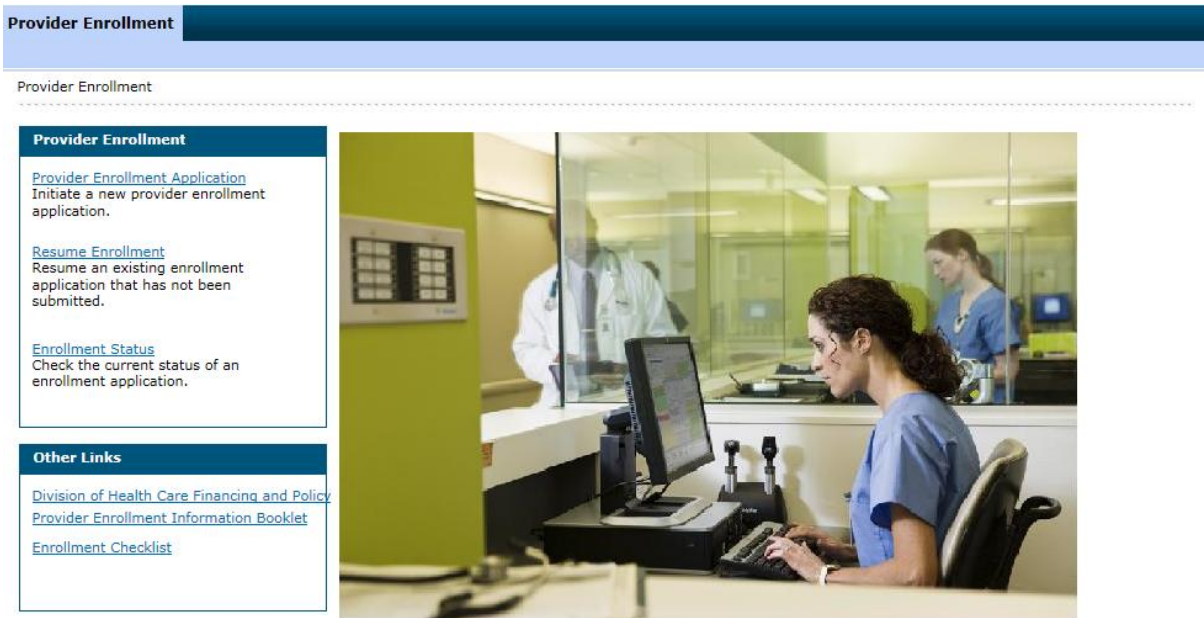 Provider Enrollment
Provider Enrollment
Provider Enrollment
Provider Enrollment Application
Initiate a new provider enrollment
application.
Resume Enrollment
Resume an existing enrollment
application that has not been
submitted.
Enrollment Status
Check the current status of an
enrollment application.
Other Links
Division of Health Care Financing and Policy
Provider Enrollment Information Booklet
Enrollment Checklist